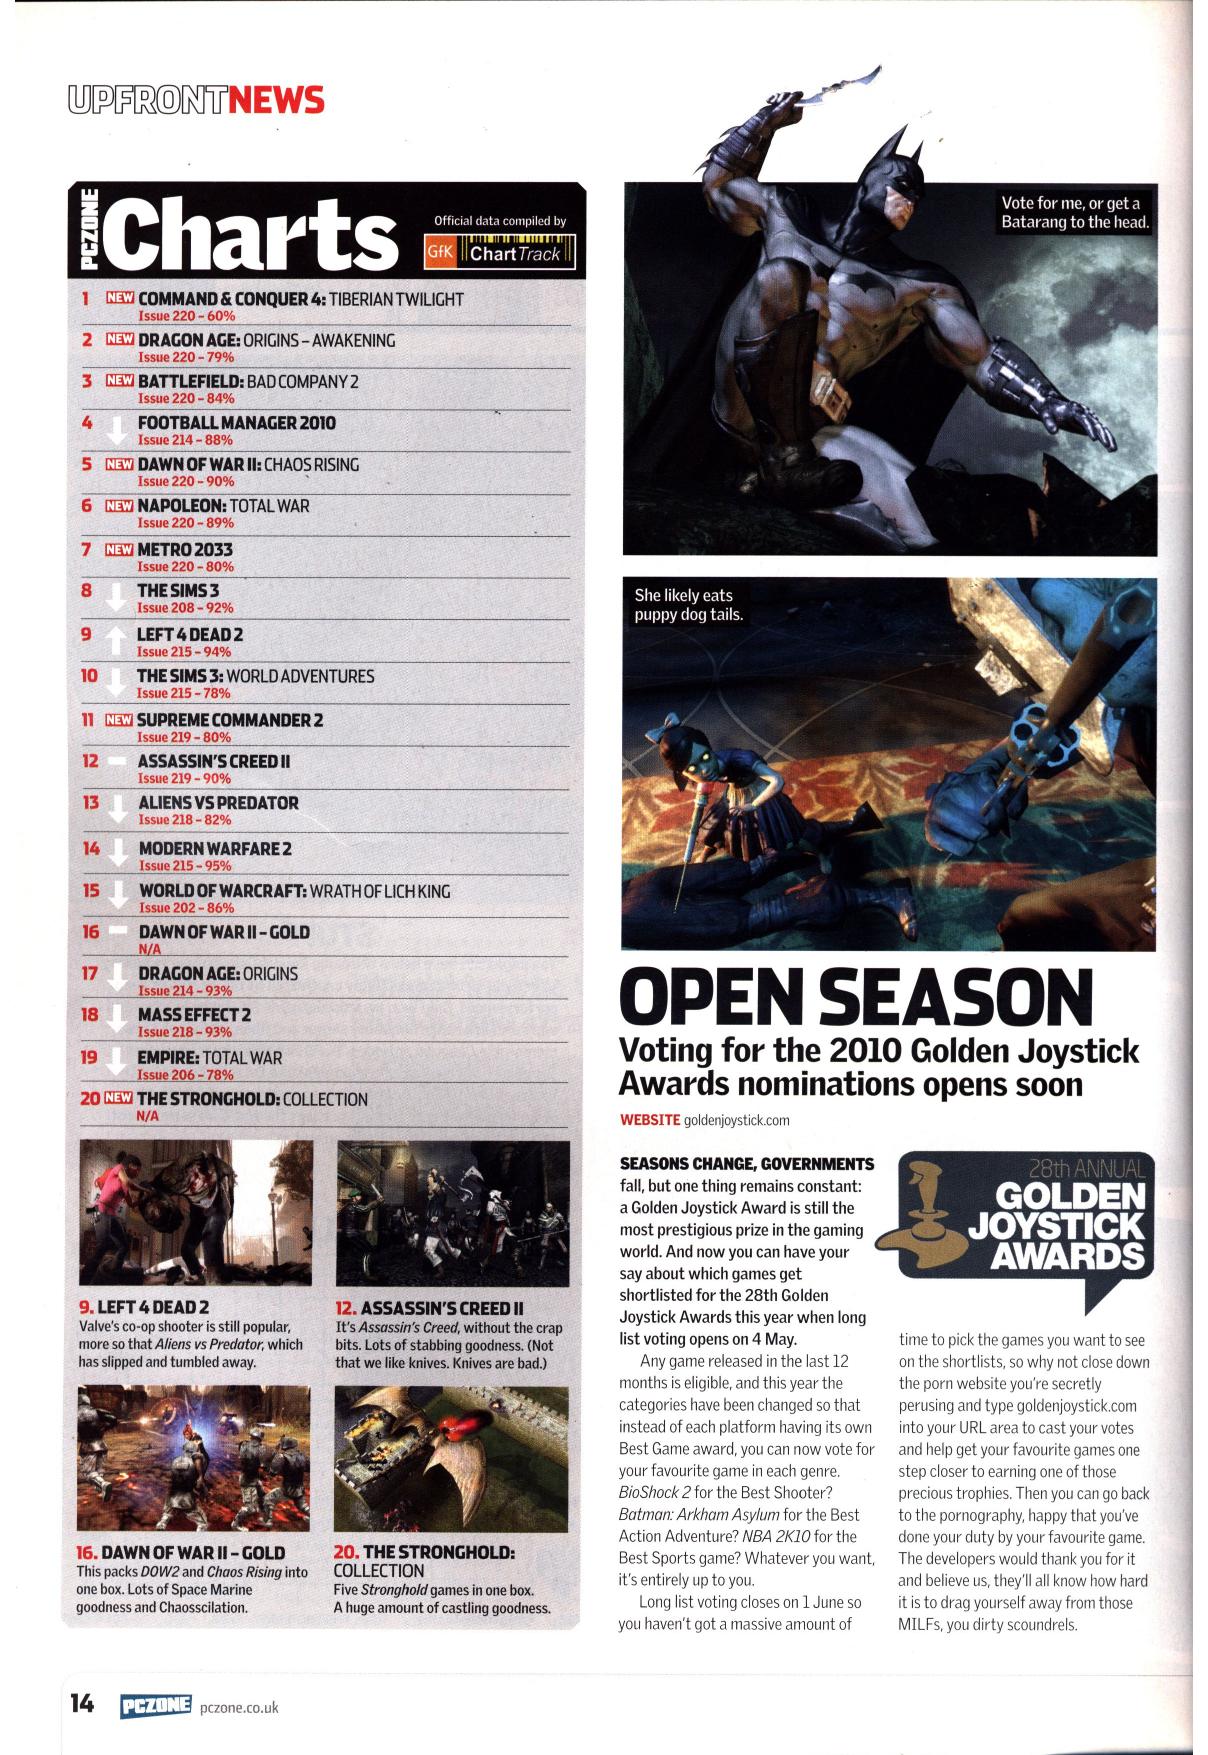 UPFRONTNEWS
PCZONE Charts
Official data compiled by
GfK ChartTrack
1 NEW COMMAND & CONQUER 4: TIBERIAN TWILIGHT
Issue 220 – 60%
2 NEW DRAGON AGE: ORIGINS – AWAKENING
Issue 220 – 79%
3 NEW BATTLEFIELD: BAD COMPANY 2
Issue 220 – 84%
4 FOOTBALL MANAGER 2010
Issue 214 – 88%
5 NEW DAWN OF WAR II: CHAOS RISING
Issue 220 – 90%
6 NEW NAPOLEON: TOTAL WAR
Issue 220 – 89%
7 NEW METRO 2033
Issue 220 – 80%
8 THE SIMS 3
Issue 208 – 92%
9 LEFT 4 DEAD 2
Issue 215 – 94%
10 THE SIMS 3: WORLD ADVENTURES
Issue 215 – 78%
11 NEW SUPREME COMMANDER 2
Issue 219 – 80%
12 ASSASSIN'S CREED II
Issue 219 – 90%
13 ALIENS VS PREDATOR
Issue 218 – 82%
14 MODERN WARFARE 2
Issue 215 – 95%
15 WORLD OF WARCRAFT: WRATH OF LICH KING
Issue 202 – 86%
16 DAWN OF WAR II – GOLD
N/A
17 DRAGON AGE: ORIGINS
Issue 214 – 93%
18 MASS EFFECT 2
Issue 218 – 93%
19 EMPIRE: TOTAL WAR
Issue 206 – 78%
20 NEW THE STRONGHOLD: COLLECTION
N/A
9. LEFT 4 DEAD 2
Valve's co-op shooter is still popular,
more so that Aliens vs Predator, which
has slipped and tumbled away.
12. ASSASSIN'S CREED II
It's Assassin's Creed, without the crap
bits. Lots of stabbing goodness. (Not
that we like knives. Knives are bad.)
16. DAWN OF WAR II – GOLD
This packs DOW2 and Chaos Rising into
one box. Lots of Space Marine
goodness and Chaosscilation.
20. THE STRONGHOLD:
COLLECTION
Five Stronghold games in one box.
A huge amount of castling goodness.
Vote for me, or get a
Batarang to the head.
She likely eats
puppy dog tails.
OPEN SEASON
Voting for the 2010 Golden Joystick
Awards nominations opens soon
WEBSITE goldenjoystick.com
SEASONS CHANGE, GOVERNMENTS
fall, but one thing remains constant:
a Golden Joystick Award is still the
most prestigious prize in the gaming
world. And now you can have your
say about which games get
shortlisted for the 28th Golden
Joystick Awards this year when long
list voting opens on 4 May.
Any game released in the last 12
months is eligible, and this year the
categories have been changed so that
instead of each platform having its own
Best Game award, you can now vote for
your favourite game in each genre.
BioShock 2 for the Best Shooter?
Batman: Arkham Asylum for the Best
Action Adventure? NBA 2K10 for the
Best Sports game? Whatever you want,
it's entirely up to you.
Long list voting closes on 1 June so
you haven't got a massive amount of
28th ANNUAL
GOLDEN
JOYSTICK
AWARDS
time to pick the games you want to see
on the shortlists, so why not close down
the porn website you're secretly
perusing and type goldenjoystick.com
into your URL area to cast your votes
and help get your favourite games one
step closer to earning one of those
precious trophies. Then you can go back
to the pornography, happy that you've
done your duty by your favourite game.
The developers would thank you for it
and believe us, they'll all know how hard
it is to drag yourself away from those
MILFs, you dirty scoundrels.
14 PCZONE pczone.co.uk